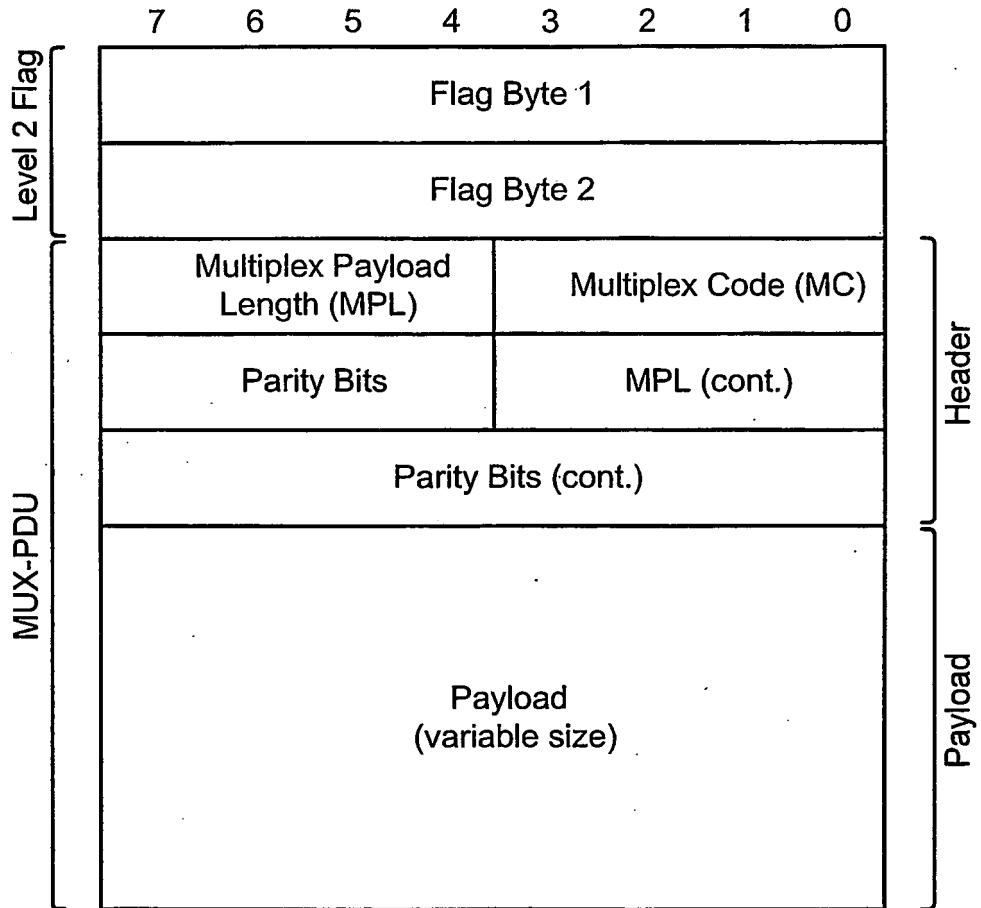 7 6 5 4 3 2 1 0
Level 2 Flag
Flag Byte 1
Flag Byte 2
MUX-PDU
Multiplex Payload
Length (MPL)
Multiplex Code (MC)
Parity Bits
MPL (cont.)
Parity Bits (cont.)
Header
Payload
(variable size)
Payload